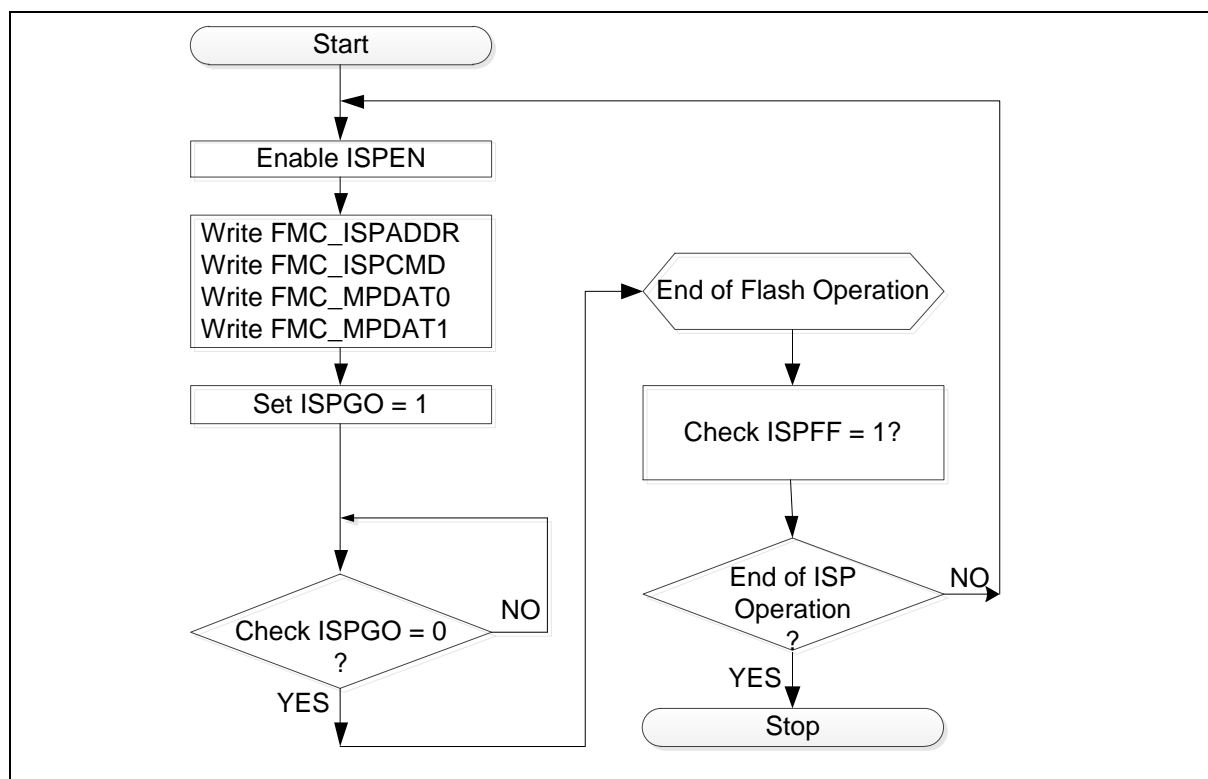 Start
Enable ISPEN
Write FMC_ISPADDR
Write FMC_ISPCMD
Write FMC_MPDAT0
Write FMC_MPDAT1
Set ISPGO = 1
Check ISPGO = 0
?
NO
YES
End of Flash Operation
Check ISPFF = 1?
End of ISP
Operation
?
NO
YES
Stop